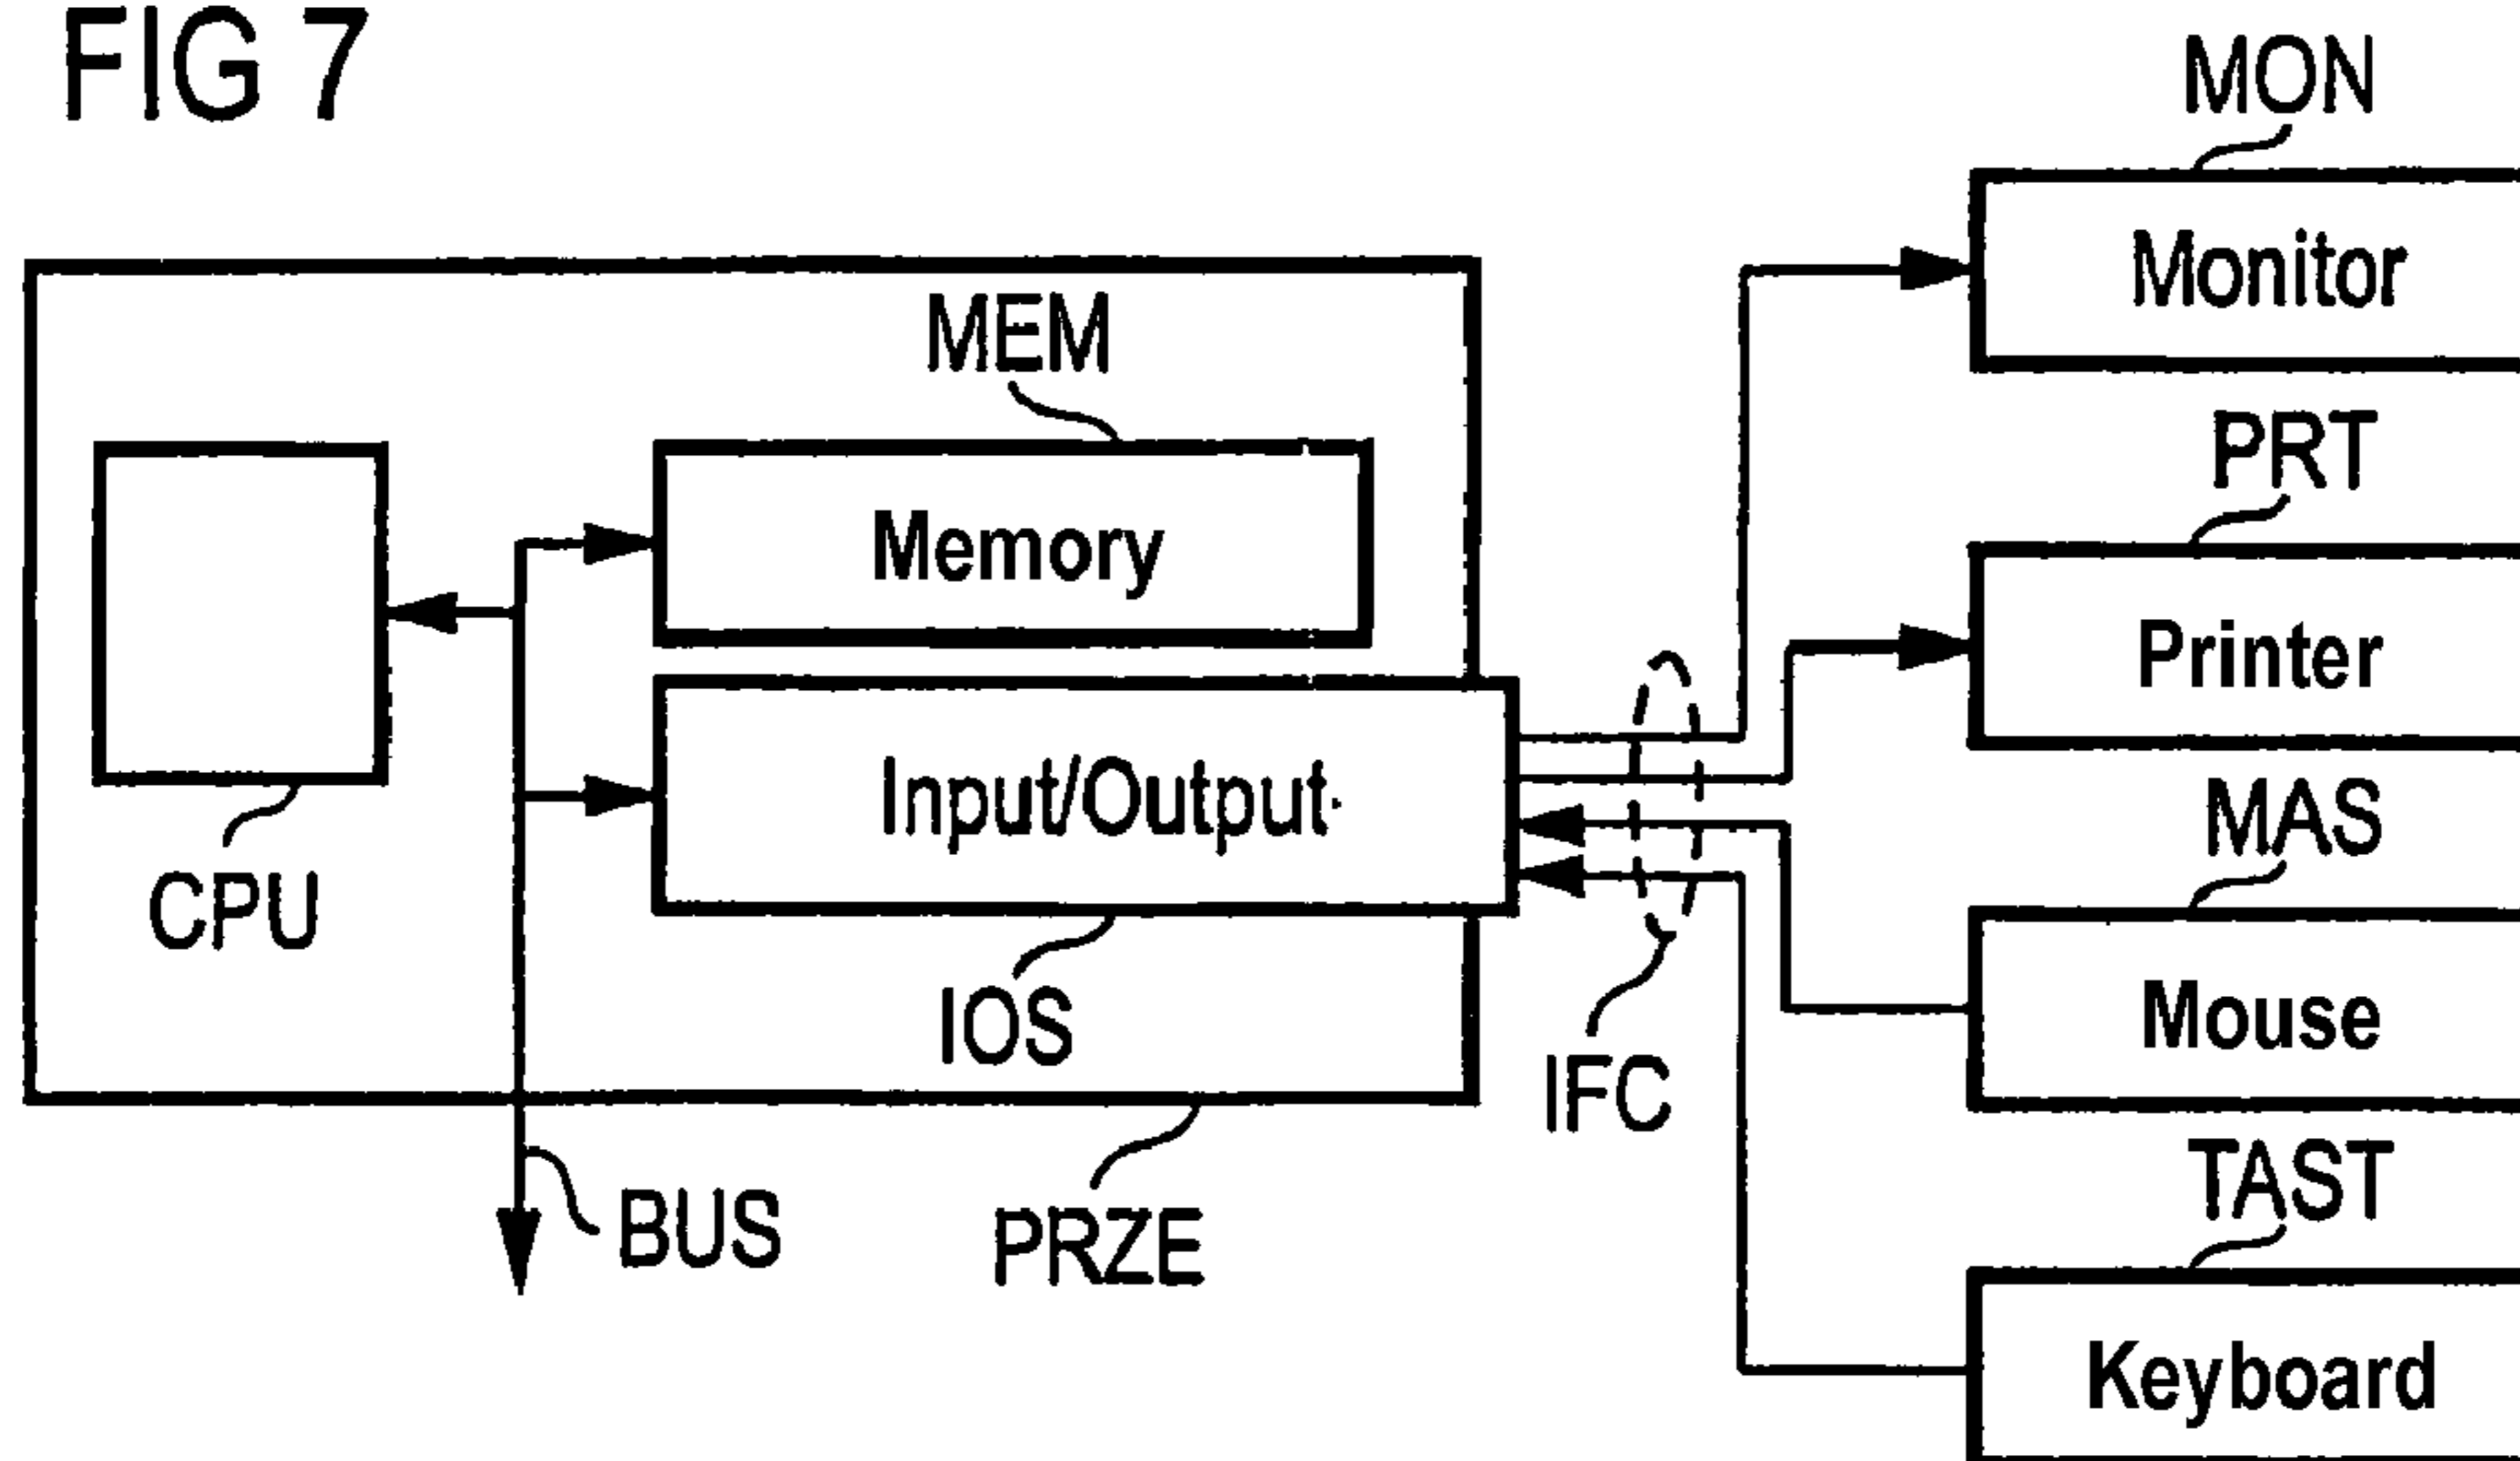 FIG 7
MON
Monitor
MEM
Memory
PRT
Printer
Input/Output
MAS
CPU
IOS
Mouse
IFC
TAST
BUS
PRZE
Keyboard